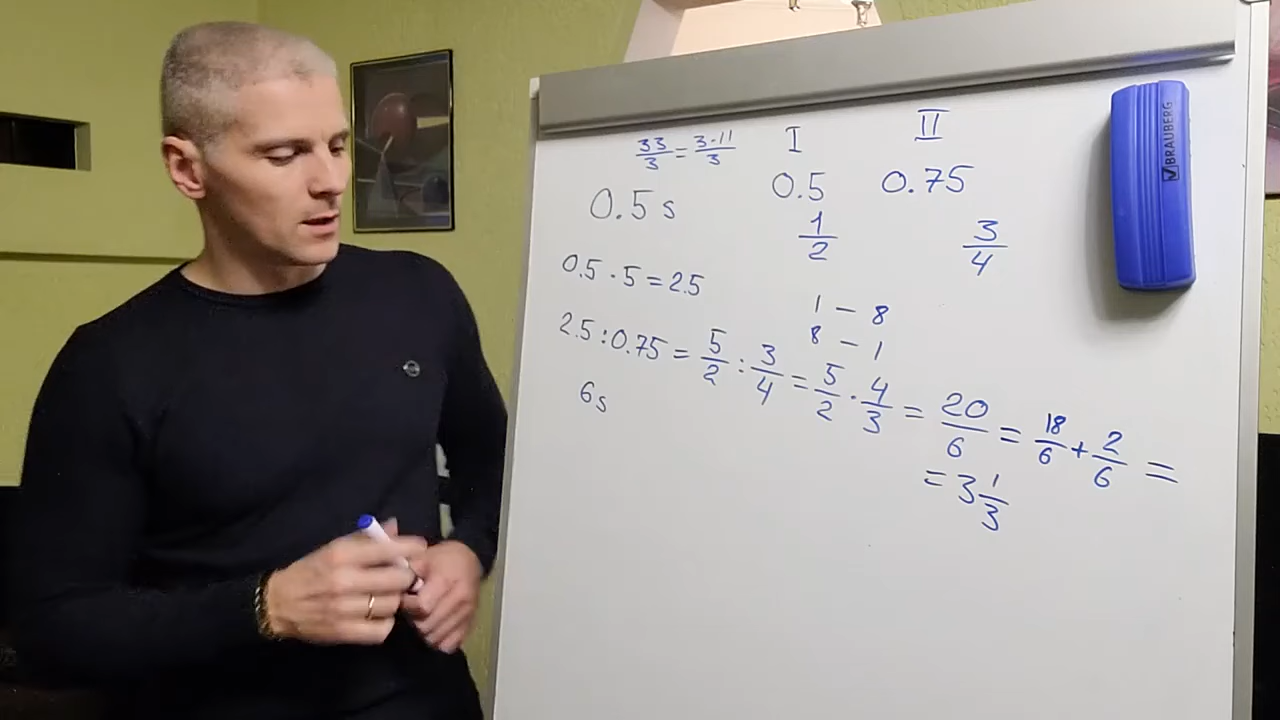 I II
33/3 = 3·11/3
0.5 0.75
0.5 s
1/2 3/4
0.5 · 5 = 2.5
1 – 8
8 – 1
2.5 : 0.75 = 5/2 : 3/4 = 5/2 · 4/3 = 20/6 = 18/6 + 2/6 =
= 3 1/3
6s
BRAUBERG